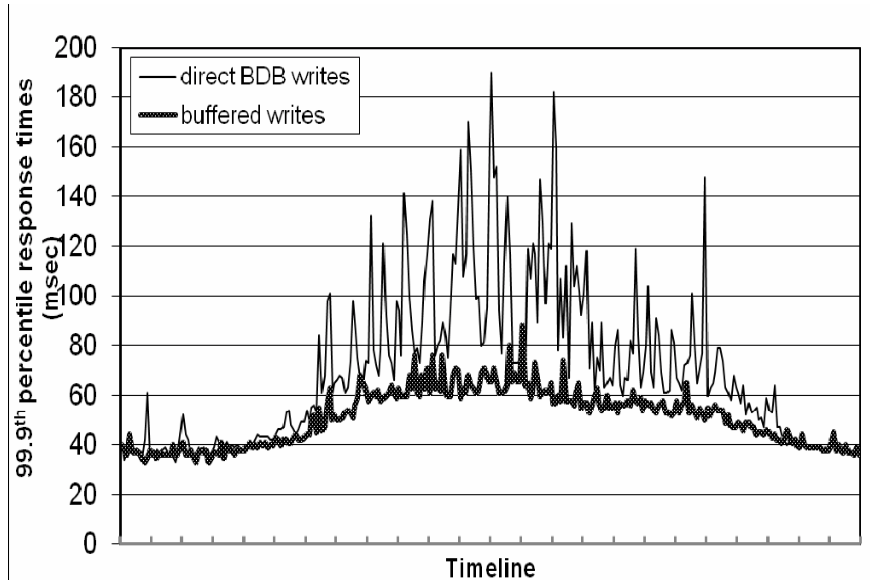 99.9th percentile response times
(msec)
200
180
160
140
120
100
80
60
40
20
0
direct BDB writes
buffered writes
Timeline